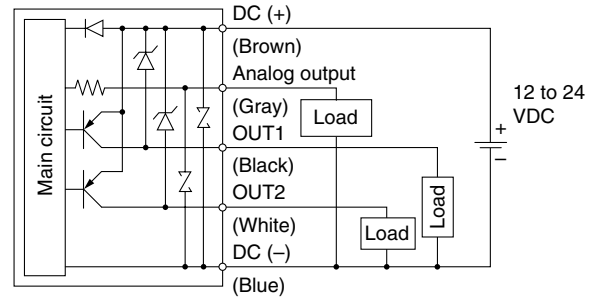 DC (+)
(Brown)
Analog output
(Gray)
OUT1
(Black)
OUT2
(White)
DC (–)
(Blue)
Main circuit
Load
Load
Load
12 to 24
VDC
+
–